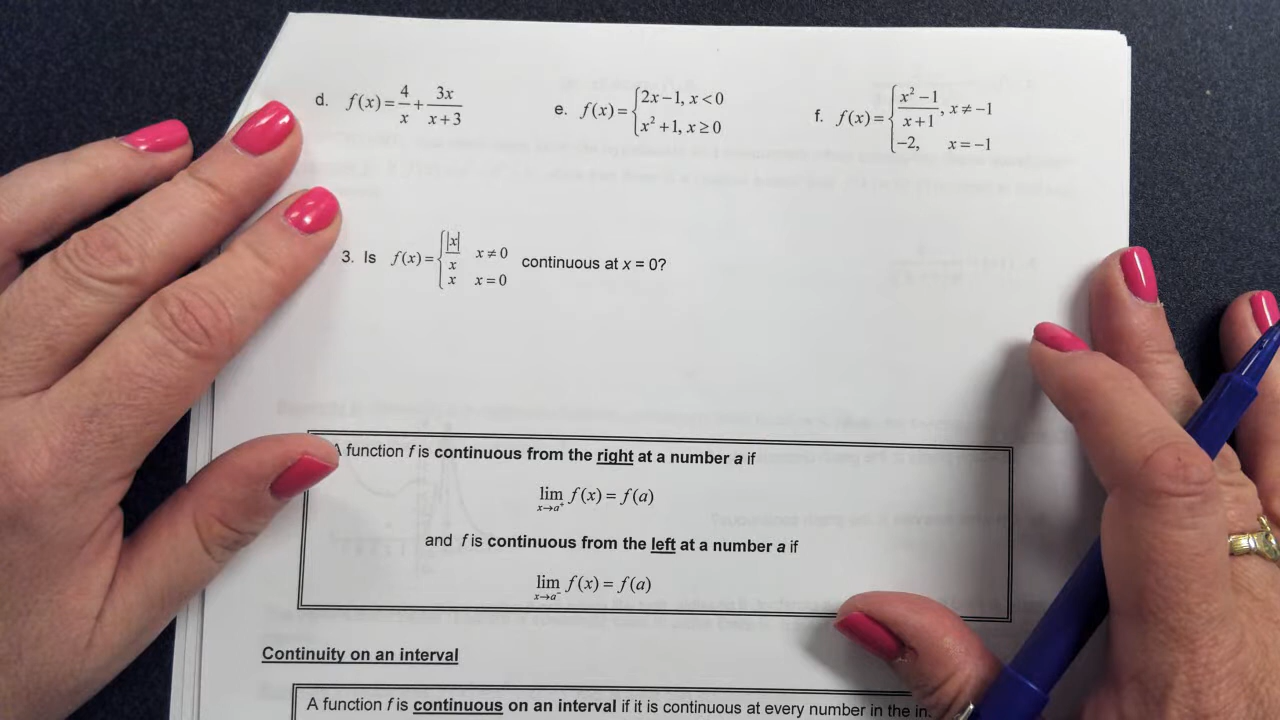 d. f(x) = 4/x + 3x/(x+3) e. f(x) = { 2x−1, x<0 ; x² +1, x≥0 f. f(x) = { (x² −1)/(x+1), x≠−1 ; −2, x=−1
3. Is f(x) = { |x|/x x≠0 ; x x=0 continuous at x = 0?
A function f is continuous from the right at a number a if
lim x→a⁺ f(x) = f(a)
and f is continuous from the left at a number a if
lim x→a⁻ f(x) = f(a)
Continuity on an interval
A function f is continuous on an interval if it is continuous at every number in the